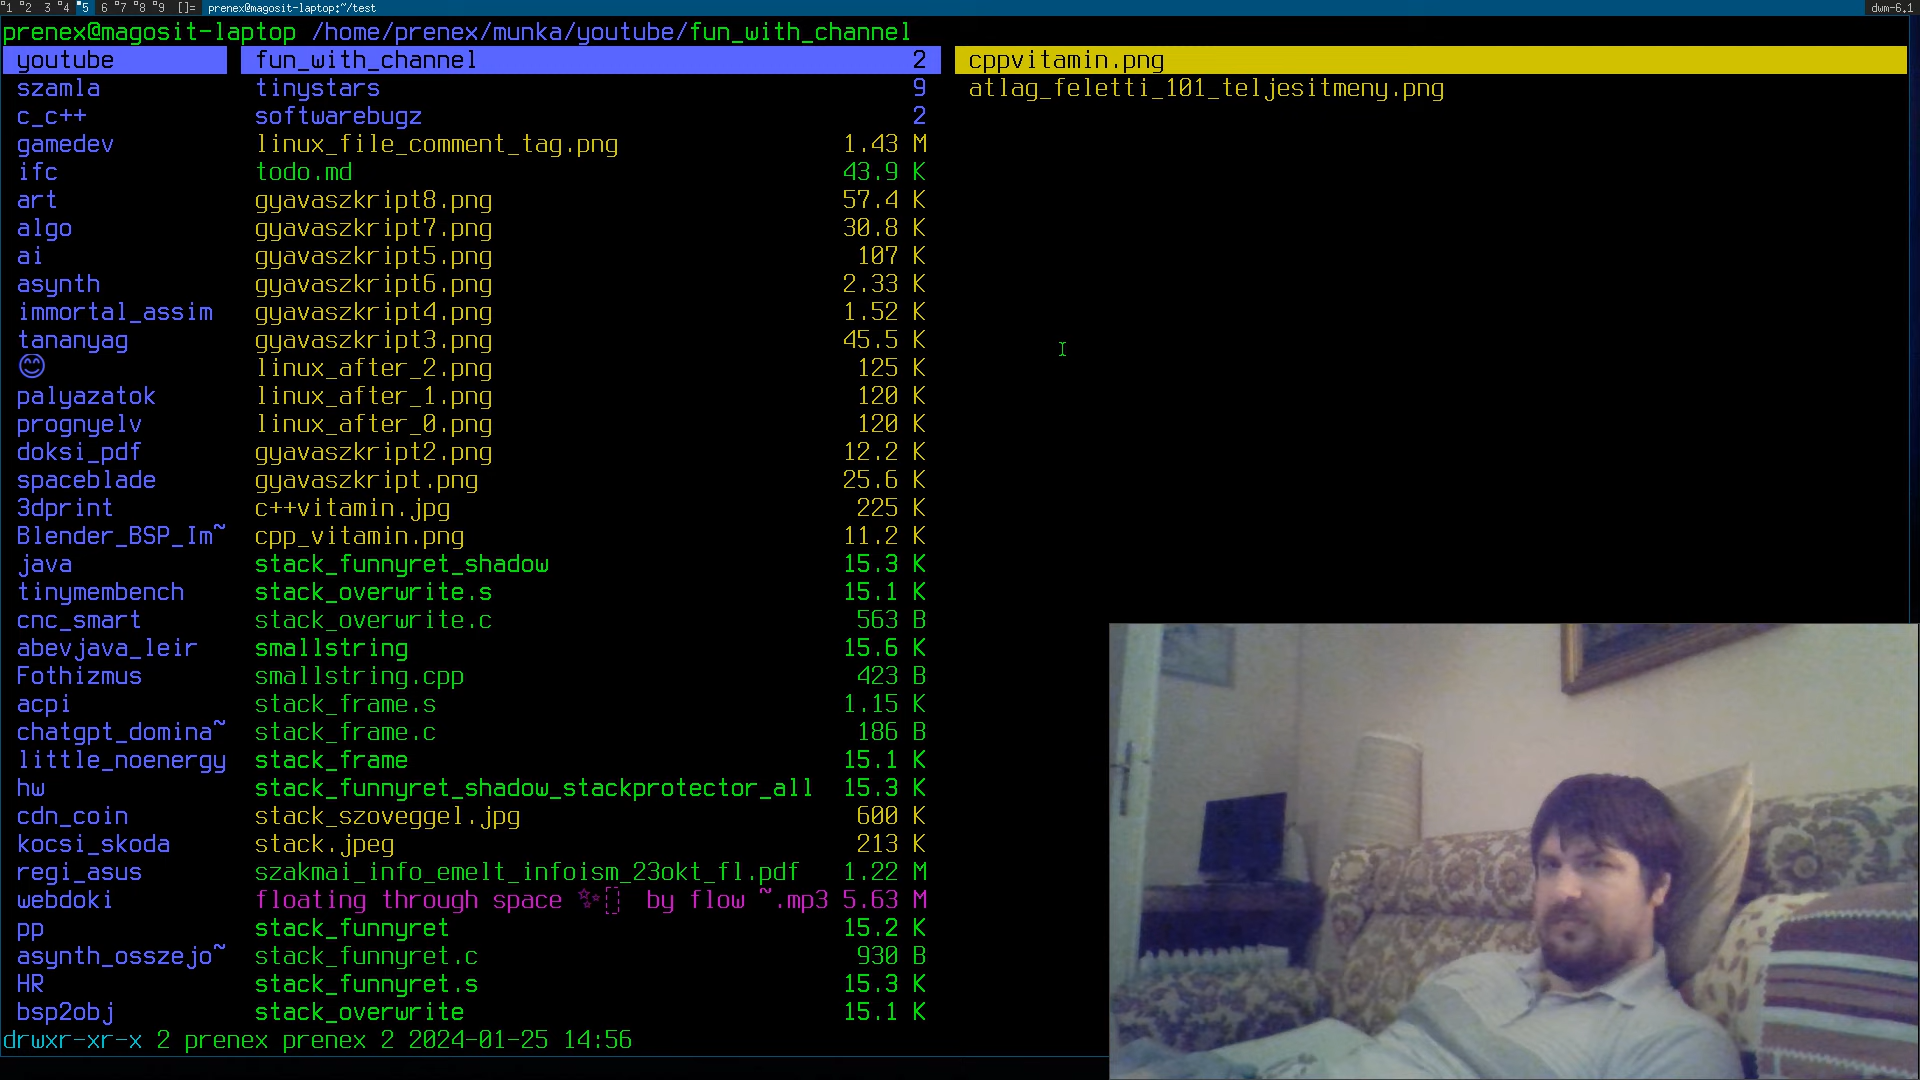 1 2 3 4 5 6 7 8 9 []= prenex@magosit-laptop:~/test dwm-6.1
prenex@magosit-laptop /home/prenex/munka/youtube/fun_with_channel
youtube fun_with_channel 2 cppvitamin.png
szamla tinystars 9 atlag_feletti_101_teljesitmeny.png
c_c++ softwarebugz 2
gamedev linux_file_comment_tag.png 1.43 M
ifc todo.md 43.9 K
art gyavaszkript8.png 57.4 K
algo gyavaszkript7.png 30.8 K
ai gyavaszkript5.png 107 K
asynth gyavaszkript6.png 2.33 K
immortal_assim gyavaszkript4.png 1.52 K
tananyag gyavaszkript3.png 45.5 K
😊 linux_after_2.png 125 K
palyazatok linux_after_1.png 120 K
prognyelv linux_after_0.png 120 K
doksi_pdf gyavaszkript2.png 12.2 K
spaceblade gyavaszkript.png 25.6 K
3dprint c++vitamin.jpg 225 K
Blender_BSP_Im~ cpp_vitamin.png 11.2 K
java stack_funnyret_shadow 15.3 K
tinymembench stack_overwrite.s 15.1 K
cnc_smart stack_overwrite.c 563 B
abevjava_leir smallstring 15.6 K
Fothizmus smallstring.cpp 423 B
acpi stack_frame.s 1.15 K
chatgpt_domina~ stack_frame.c 186 B
little_noenergy stack_frame 15.1 K
hw stack_funnyret_shadow_stackprotector_all 15.3 K
cdn_coin stack_szoveggel.jpg 600 K
kocsi_skoda stack.jpeg 213 K
regi_asus szakmai_info_emelt_infoism_23okt_fl.pdf 1.22 M
webdoki floating through space ✨ by flow ~.mp3 5.63 M
pp stack_funnyret 15.2 K
asynth_osszejo~ stack_funnyret.c 930 B
HR stack_funnyret.s 15.3 K
bsp2obj stack_overwrite 15.1 K
drwxr-xr-x 2 prenex prenex 2 2024-01-25 14:56